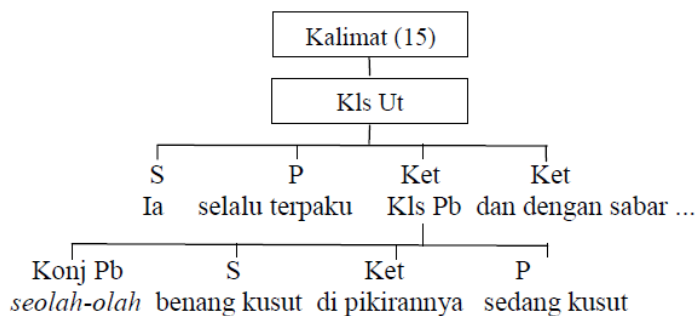 Kalimat (15)
Kls Ut
S P Ket Ket
Ia selalu terpaku Kls Pb dan dengan sabar ...
Konj Pb S Ket P
seolah-olah benang kusut di pikirannya sedang kusut